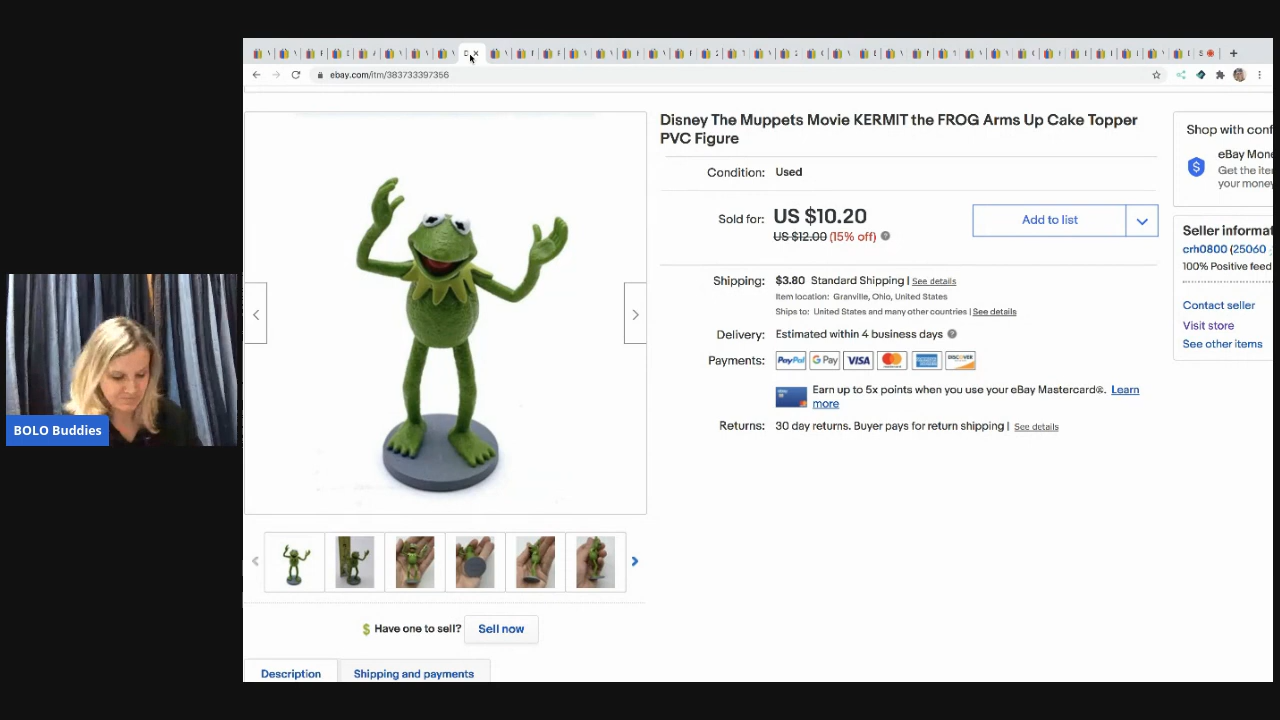 ebay.com/itm/383733397356
Disney The Muppets Movie KERMIT the FROG Arms Up Cake Topper
PVC Figure
Condition: Used
Sold for: US $10.20
US $12.00 (15% off)
Add to list
Shipping: $3.80 Standard Shipping | See details
Item location: Granville, Ohio, United States
Ships to: United States and many other countries | See details
Delivery: Estimated within 4 business days
Payments: PayPal G Pay VISA
DISCOVER
Earn up to 5x points when you use your eBay Mastercard®. Learn
more
Returns: 30 day returns. Buyer pays for return shipping | See details
Shop with conf
eBay Mone
Get the iter
your money
Seller informat
crh0800 (25060
100% Positive feed
Contact seller
Visit store
See other items
BOLO Buddies
Have one to sell? Sell now
Description
Shipping and payments